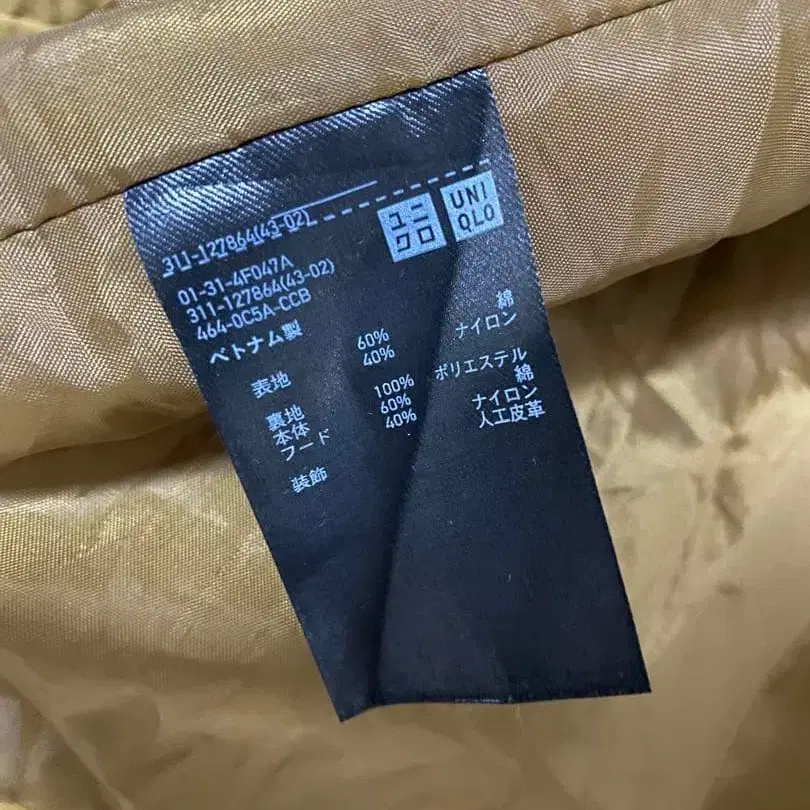 311-127864(43-02)
ユニ
クロ
UNI
QLO
01-31-4F047A
311-127864(43-02)
464-0C5A-CCB
ベトナム製
表地 60% 綿
40% ナイロン
裏地
本体 100% ポリエステル
フード 60% 綿
40% ナイロン
装飾 人工皮革